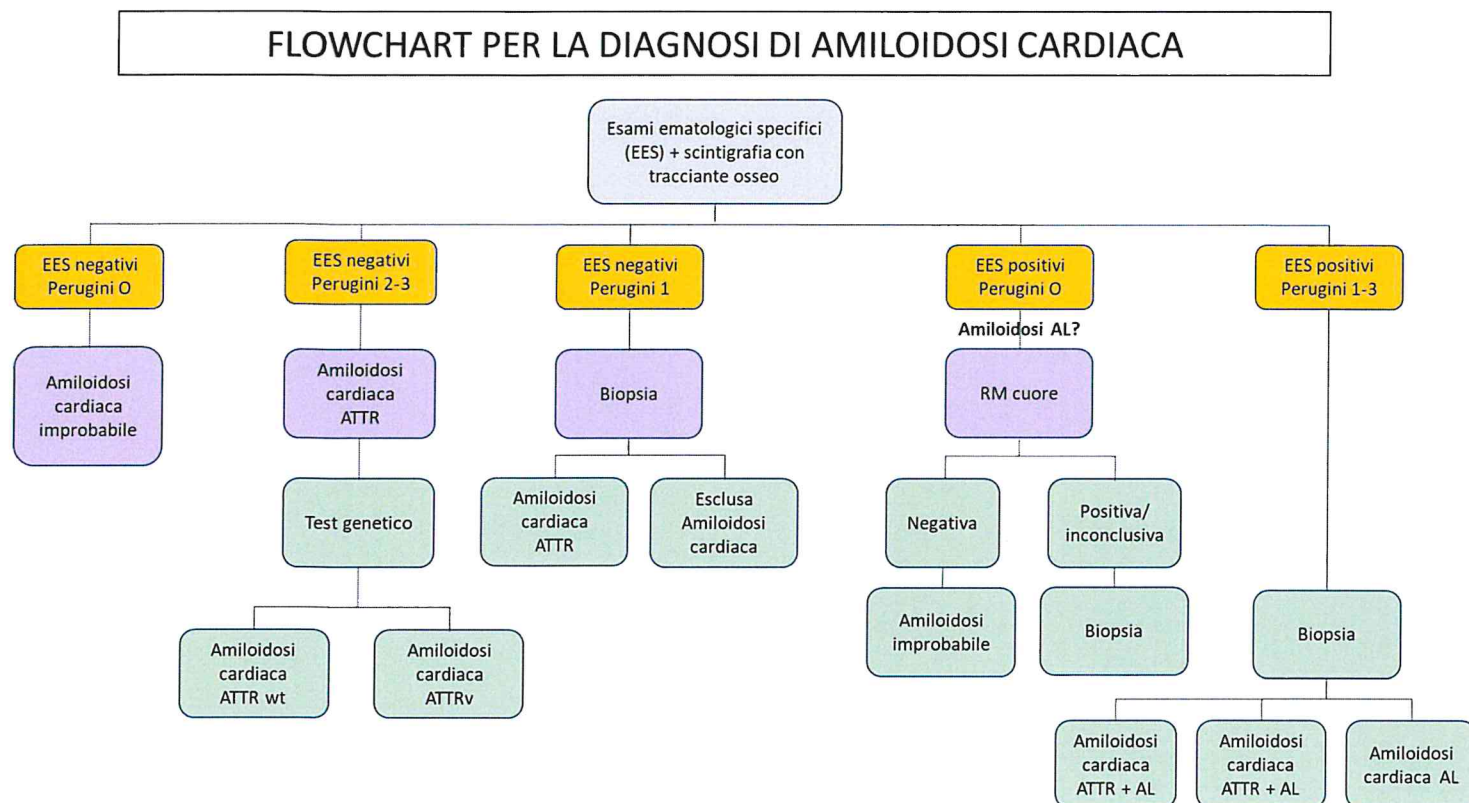 FLOWCHART PER LA DIAGNOSI DI AMILOIDOSI CARDIACA
Esami ematologici specifici
(EES) + scintigrafia con
tracciante osseo
EES negativi
Perugini O
EES negativi
Perugini 2-3
EES negativi
Perugini 1
EES positivi
Perugini O
EES positivi
Perugini 1-3
Amiloidosi AL?
Amiloidosi
cardiaca
improbabile
Amiloidosi
cardiaca
ATTR
Biopsia
RM cuore
Test genetico
Amiloidosi
cardiaca
ATTR
Esclusa
Amiloidosi
cardiaca
Negativa
Positiva/
inconclusiva
Amiloidosi
cardiaca
ATTR wt
Amiloidosi
cardiaca
ATTRv
Amiloidosi
improbabile
Biopsia
Biopsia
Amiloidosi
cardiaca
ATTR + AL
Amiloidosi
cardiaca
ATTR + AL
Amiloidosi
cardiaca AL